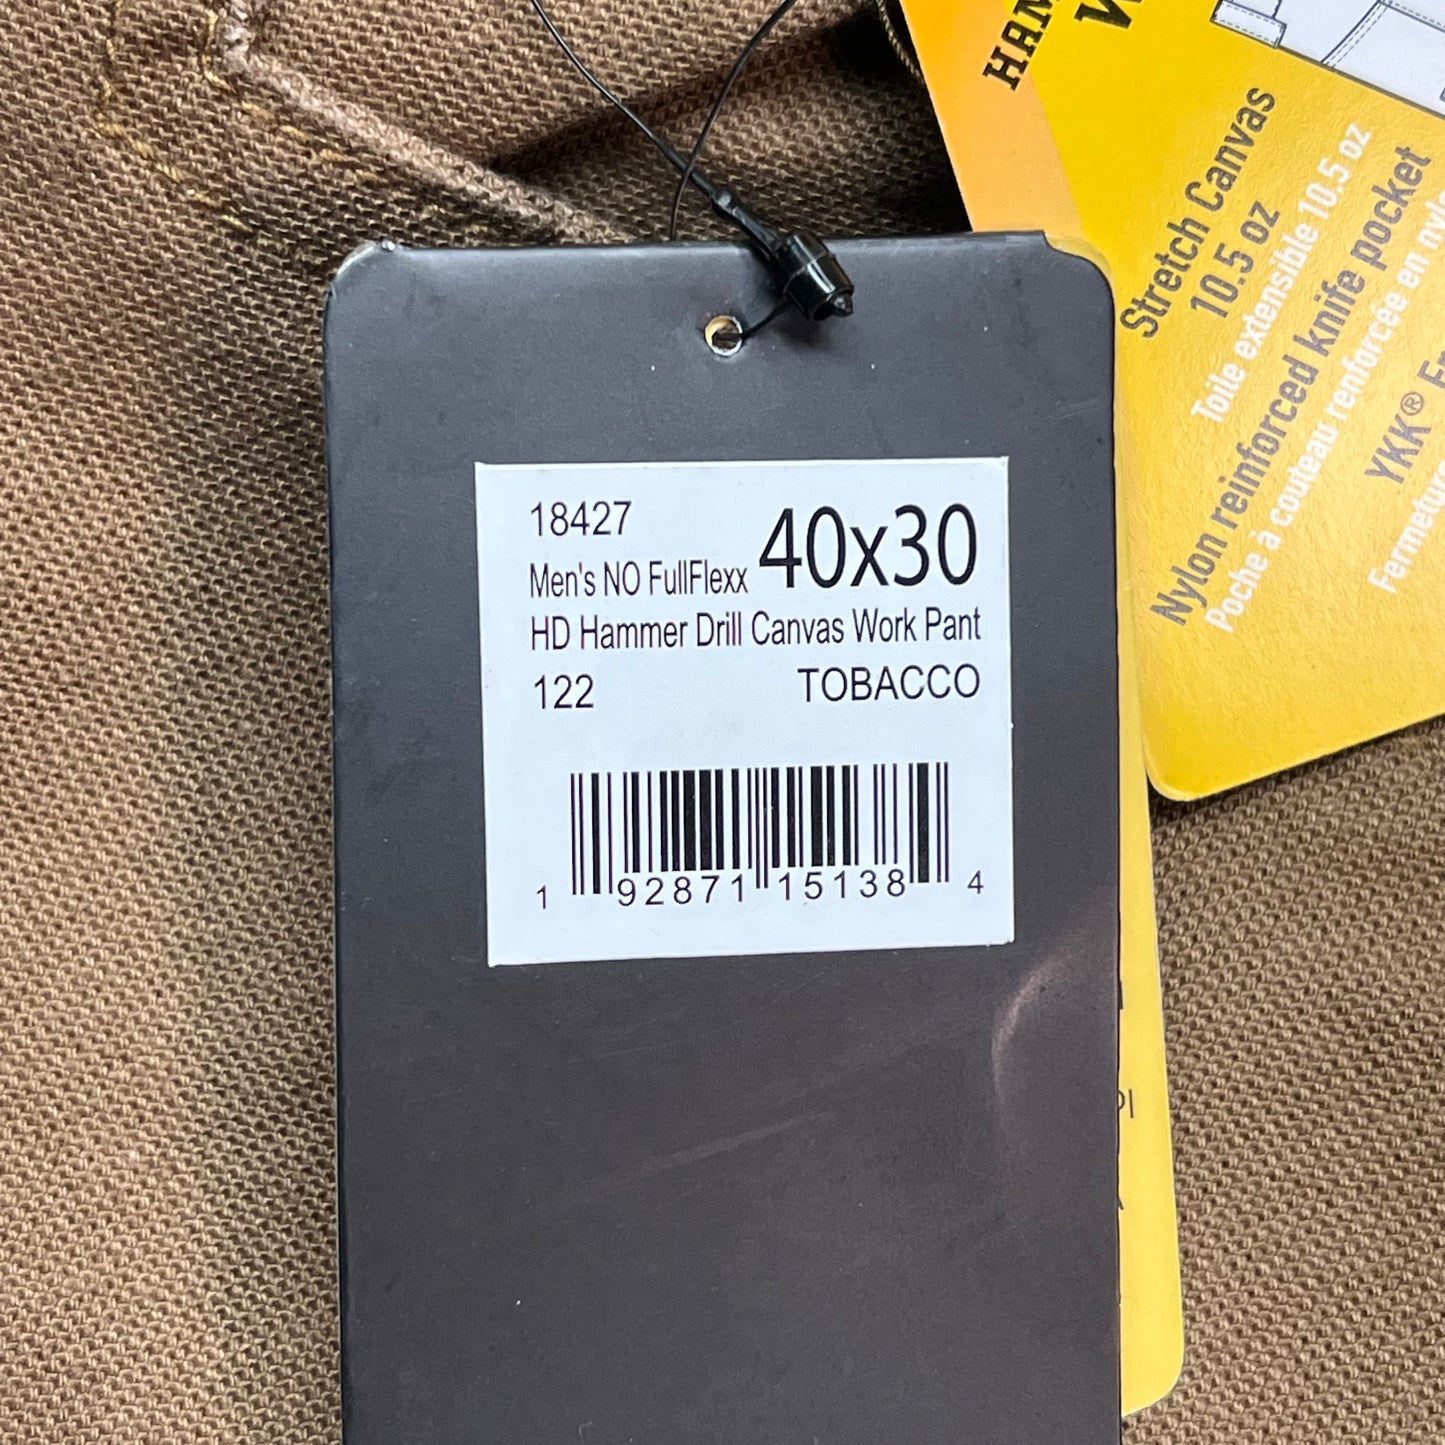 18427
40x30
Men's NO FullFlexx
HD Hammer Drill Canvas Work Pant
122 TOBACCO
1 92871 15138 4
Stretch Canvas
10.5 oz
Toile extensible 10.5 oz
Nylon reinforced knife pocket
Poche à couteau renforcée en
YKK®